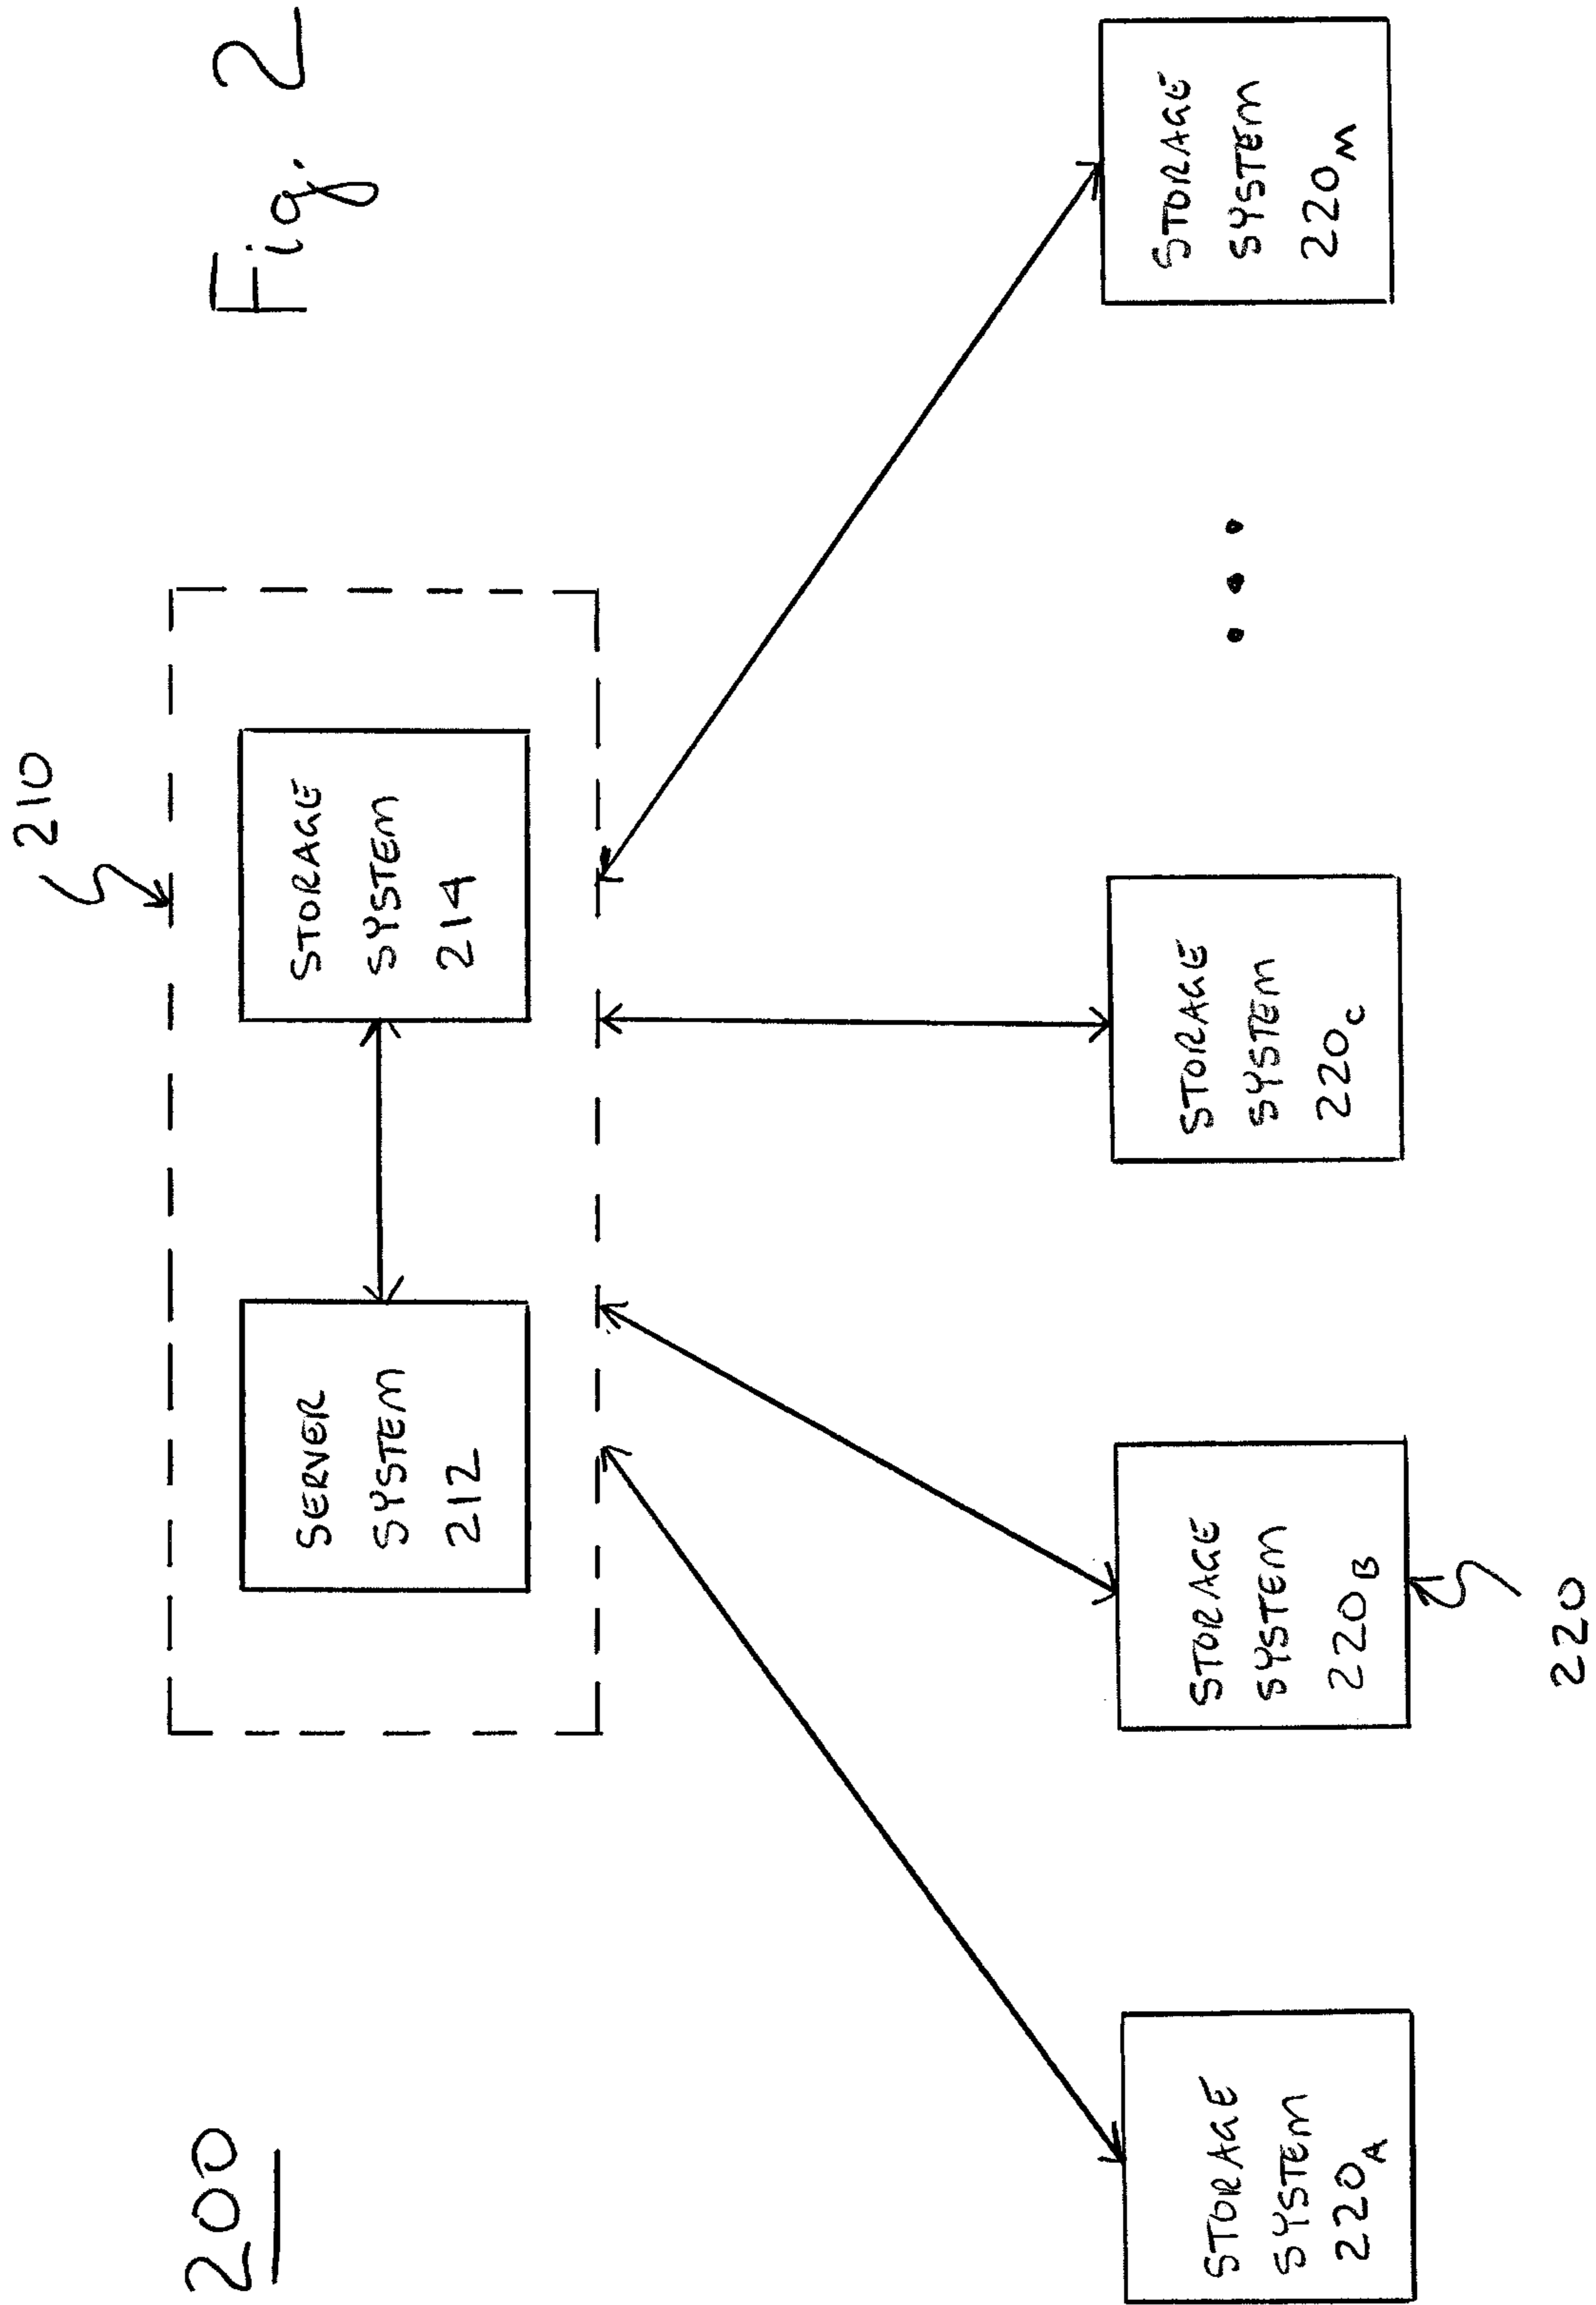 Fig. 2
200
210
SERVER
SYSTEM
212
STORAGE
SYSTEM
214
STORAGE
SYSTEM
220A
STORAGE
SYSTEM
220B
STORAGE
SYSTEM
220C
STORAGE
SYSTEM
220M
220